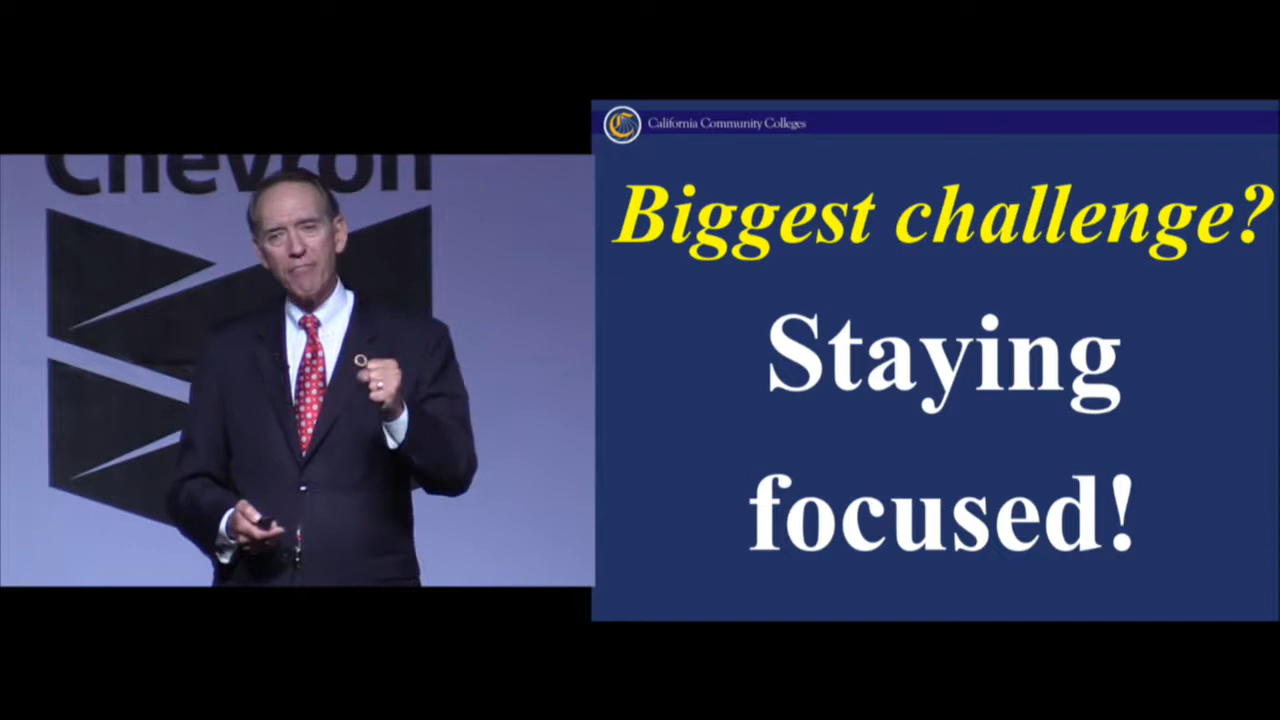 Chevron
California Community Colleges
Biggest challenge?
Staying
focused!